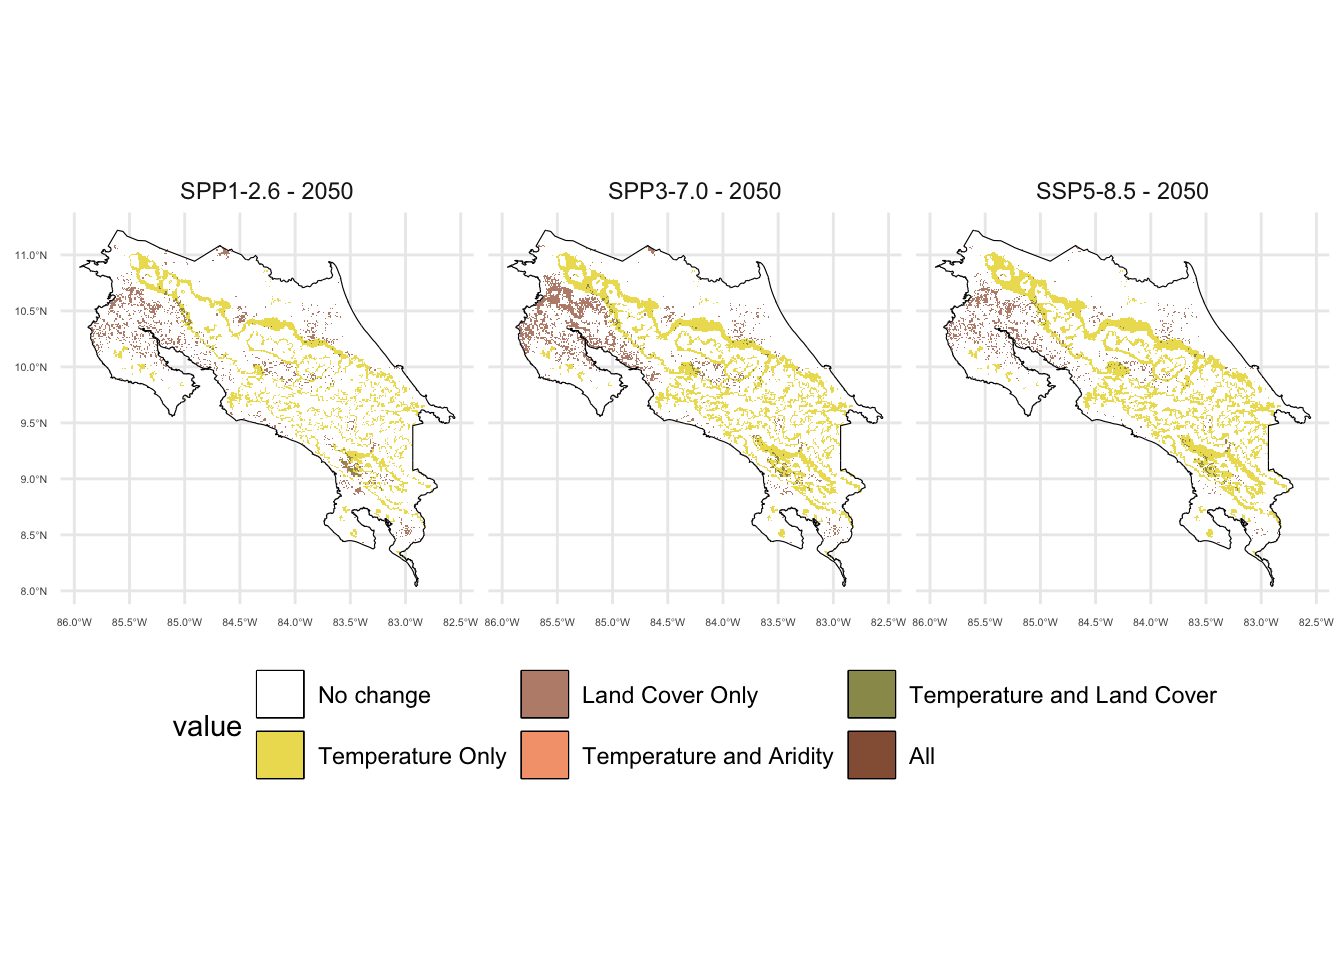 SPP1-2.6 - 2050 SPP3-7.0 - 2050 SSP5-8.5 - 2050
11.0°N
10.5°N
10.0°N
9.5°N
9.0°N
8.5°N
8.0°N
86.0°W 85.5°W 85.0°W 84.5°W 84.0°W 83.5°W 83.0°W 82.5°W 86.0°W 85.5°W 85.0°W 84.5°W 84.0°W 83.5°W 83.0°W 82.5°W 86.0°W 85.5°W 85.0°W 84.5°W 84.0°W 83.5°W 83.0°W 82.5°W
value
No change Land Cover Only Temperature and Land Cover
Temperature Only Temperature and Aridity All